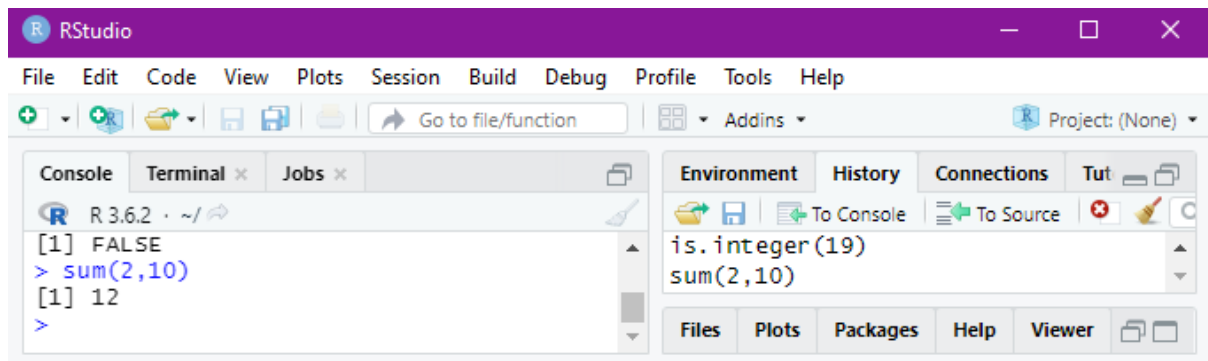 RStudio
File Edit Code View Plots Session Build Debug Profile Tools Help
Go to file/function Addins Project: (None)
Console Terminal Jobs
R 3.6.2 · ~/
[1] FALSE
> sum(2,10)
[1] 12
>
Environment History Connections Tut
To Console To Source
is.integer(19)
sum(2,10)
Files Plots Packages Help Viewer